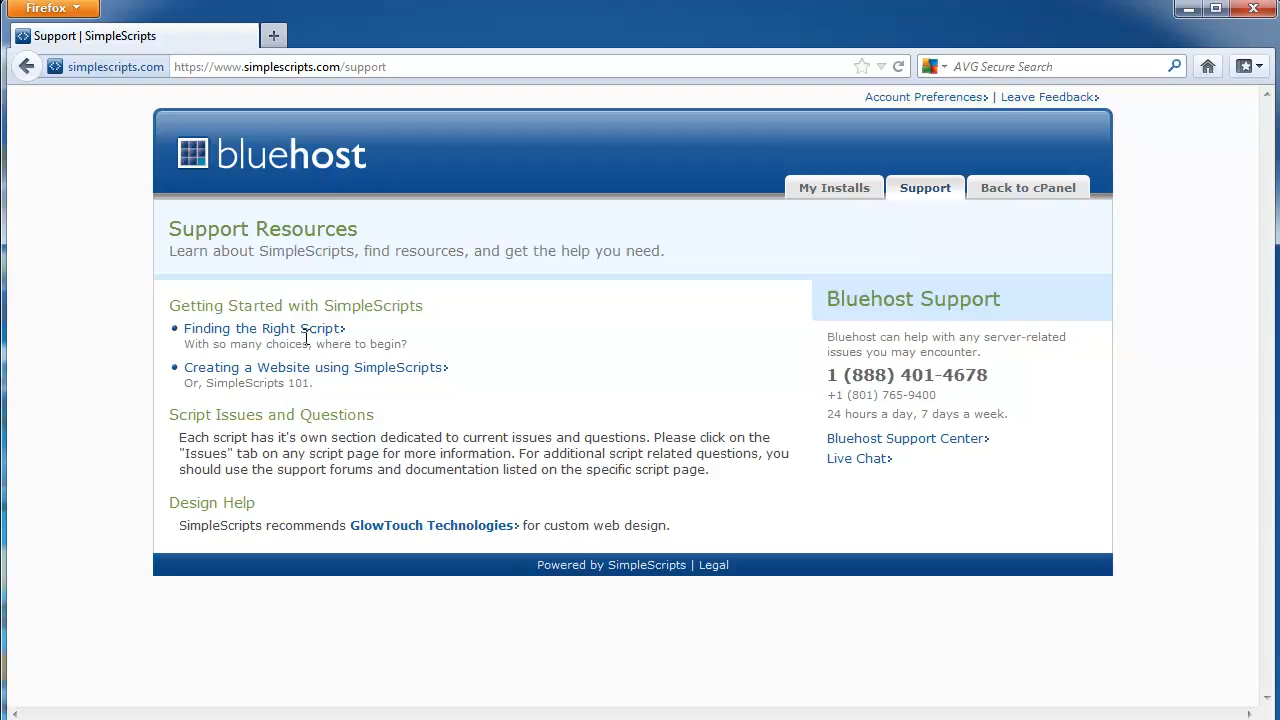 Firefox
Support | SimpleScripts
simplescripts.com
https://www.simplescripts.com/support
AVG Secure Search
Account Preferences | Leave Feedback
bluehost
My Installs
Support
Back to cPanel
Support Resources
Learn about SimpleScripts, find resources, and get the help you need.
Getting Started with SimpleScripts
Finding the Right Script
With so many choices, where to begin?
Creating a Website using SimpleScripts
Or, SimpleScripts 101.
Script Issues and Questions
Each script has it's own section dedicated to current issues and questions. Please click on the
"Issues" tab on any script page for more information. For additional script related questions, you
should use the support forums and documentation listed on the specific script page.
Design Help
SimpleScripts recommends GlowTouch Technologies for custom web design.
Bluehost Support
Bluehost can help with any server-related
issues you may encounter.
1 (888) 401-4678
+1 (801) 765-9400
24 hours a day, 7 days a week.
Bluehost Support Center
Live Chat
Powered by SimpleScripts | Legal